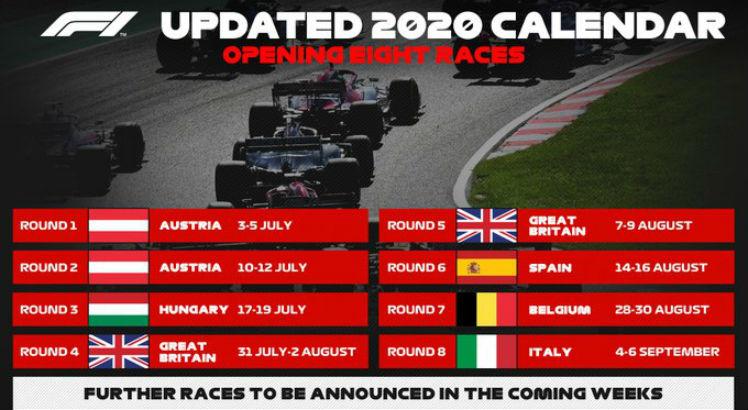 F1
UPDATED 2020 CALENDAR
OPENING EIGHT RACES
ROUND 1 AUSTRIA 3-5 JULY
ROUND 2 AUSTRIA 10-12 JULY
ROUND 3 HUNGARY 17-19 JULY
ROUND 4 GREAT BRITAIN 31 JULY-2 AUGUST
ROUND 5 GREAT BRITAIN 7-9 AUGUST
ROUND 6 SPAIN 14-16 AUGUST
ROUND 7 BELGIUM 28-30 AUGUST
ROUND 8 ITALY 4-6 SEPTEMBER
FURTHER RACES TO BE ANNOUNCED IN THE COMING WEEKS